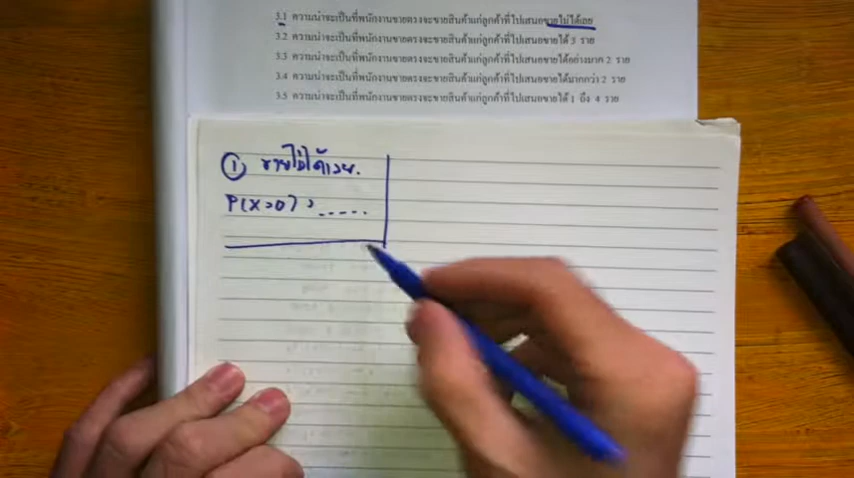 3.1 ความน่าจะเป็นที่พนักงานขายตรงจะขายสินค้าแก่ลูกค้าที่ไปเสนอขายไม่ได้เลย
3.2 ความน่าจะเป็นที่พนักงานขายตรงจะขายสินค้าแก่ลูกค้าที่ไปเสนอขายได้ 3 ราย
3.3 ความน่าจะเป็นที่พนักงานขายตรงจะขายสินค้าแก่ลูกค้าที่ไปเสนอขายได้อย่างมาก 2 ราย
3.4 ความน่าจะเป็นที่พนักงานขายตรงจะขายสินค้าแก่ลูกค้าที่ไปเสนอขายได้มากกว่า 2 ราย
3.5 ความน่าจะเป็นที่พนักงานขายตรงจะขายสินค้าแก่ลูกค้าที่ไปเสนอขายได้ 1 ถึง 4 ราย
① ขายไม่ได้เลย.
P(X=0) = .....